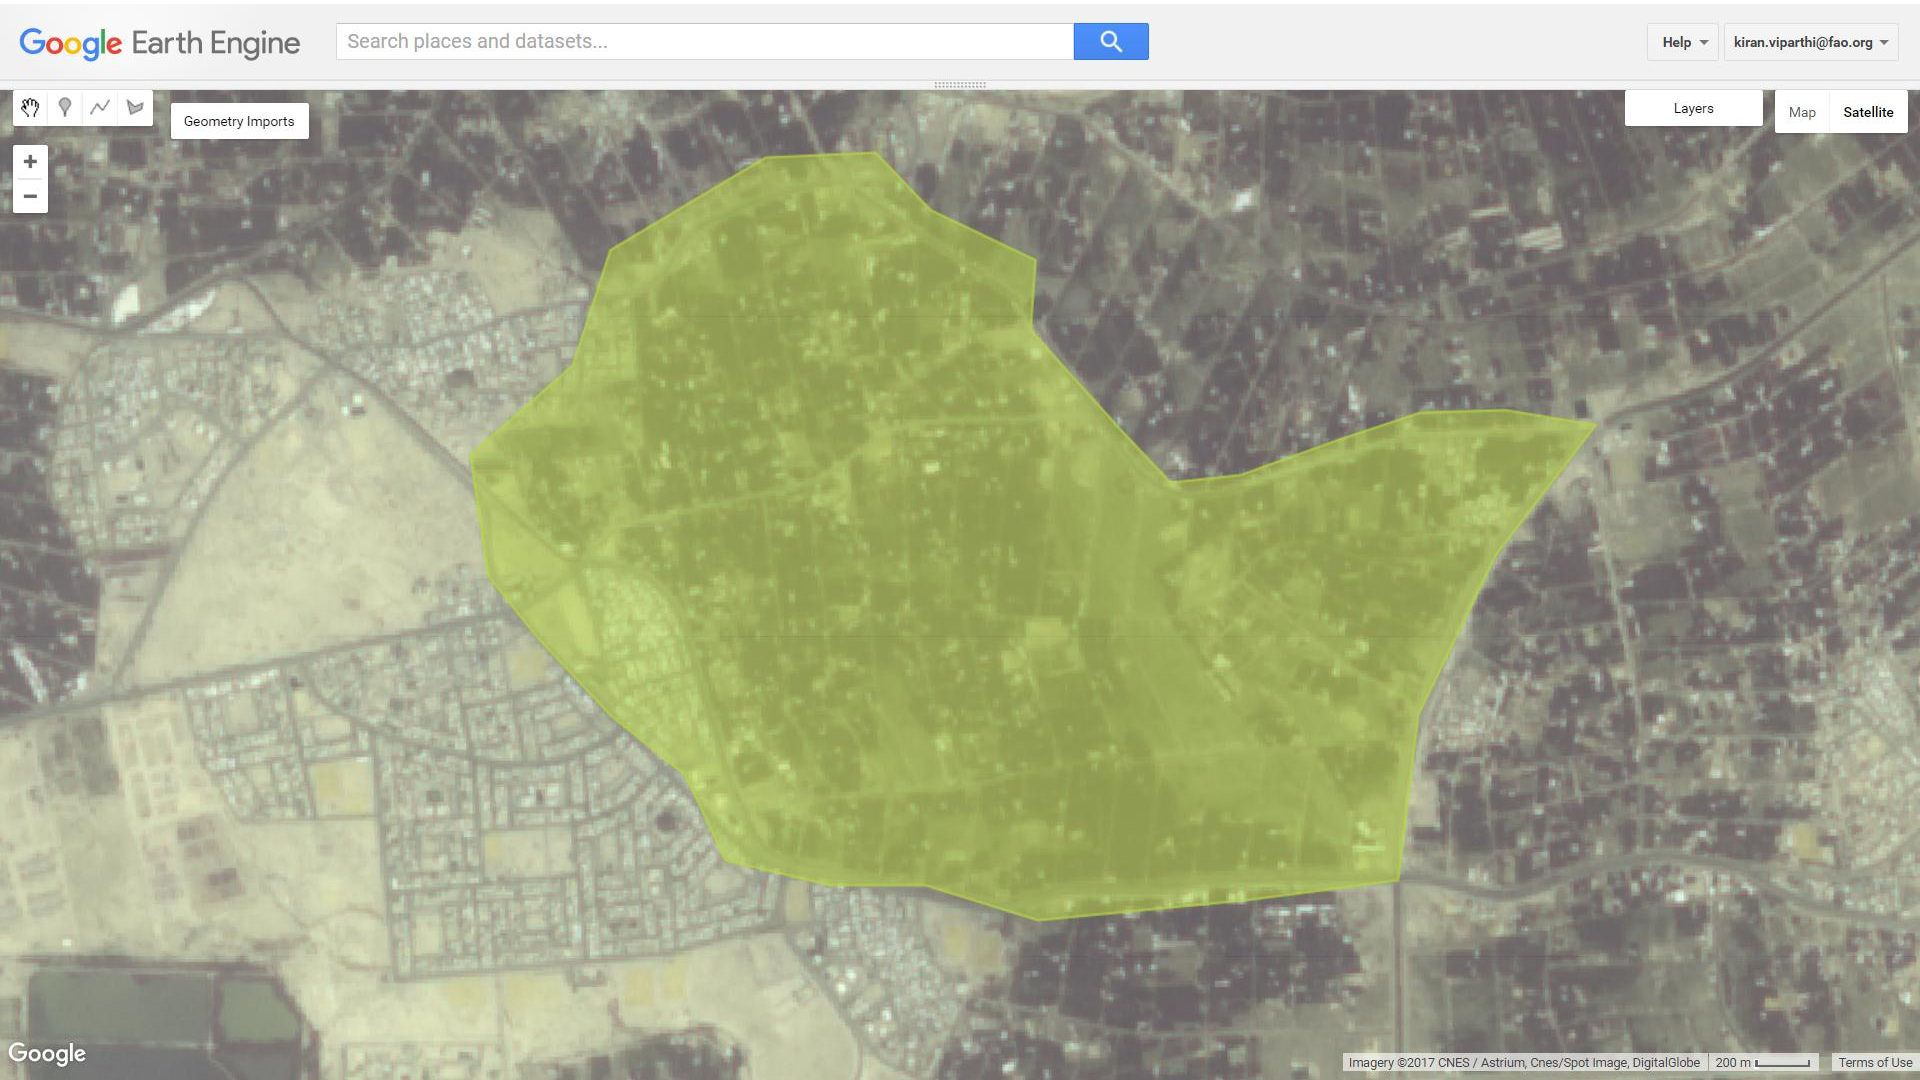 Google Earth Engine
Search places and datasets...
Help
kiran.viparthi@fao.org
Geometry Imports
Layers
Map
Satellite
+
−
Google
Imagery ©2017 CNES / Astrium, Cnes/Spot Image, DigitalGlobe
200 m
Terms of Use